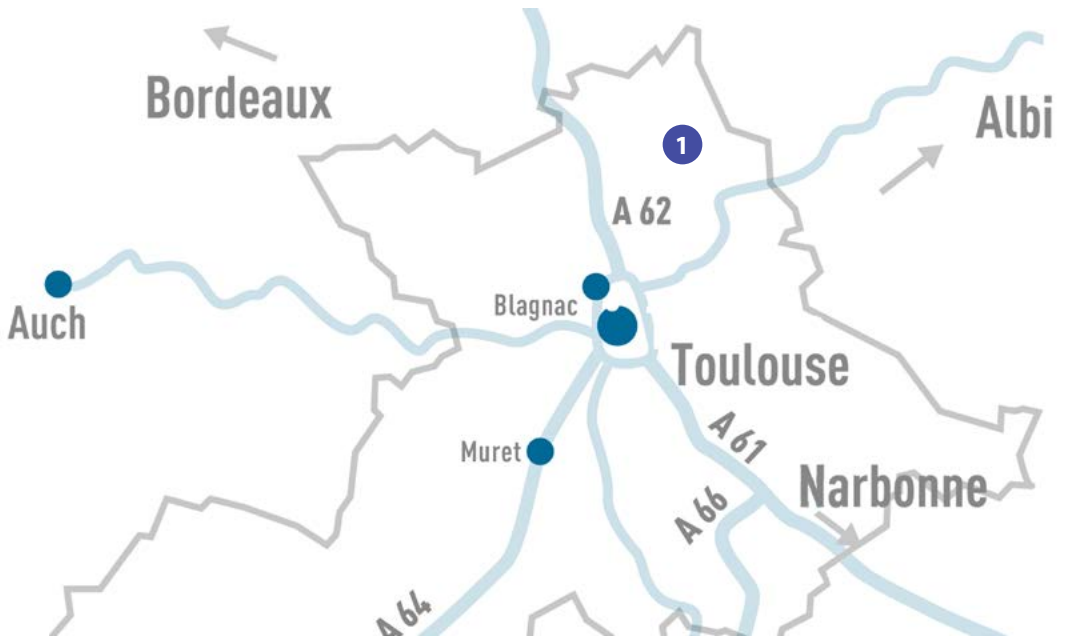 Bordeaux
Albi
1
A 62
Blagnac
Auch
Toulouse
A 61
Muret
Narbonne
A 66
A 64